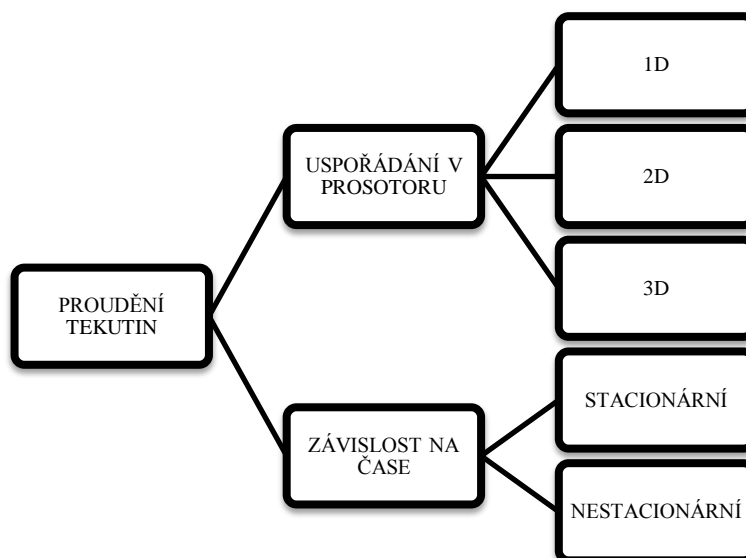 PROUDĚNÍ
TEKUTIN
USPOŘÁDÁNÍ V
PROSOTORU
1D
2D
3D
ZÁVISLOST NA
ČASE
STACIONÁRNÍ
NESTACIONÁRNÍ